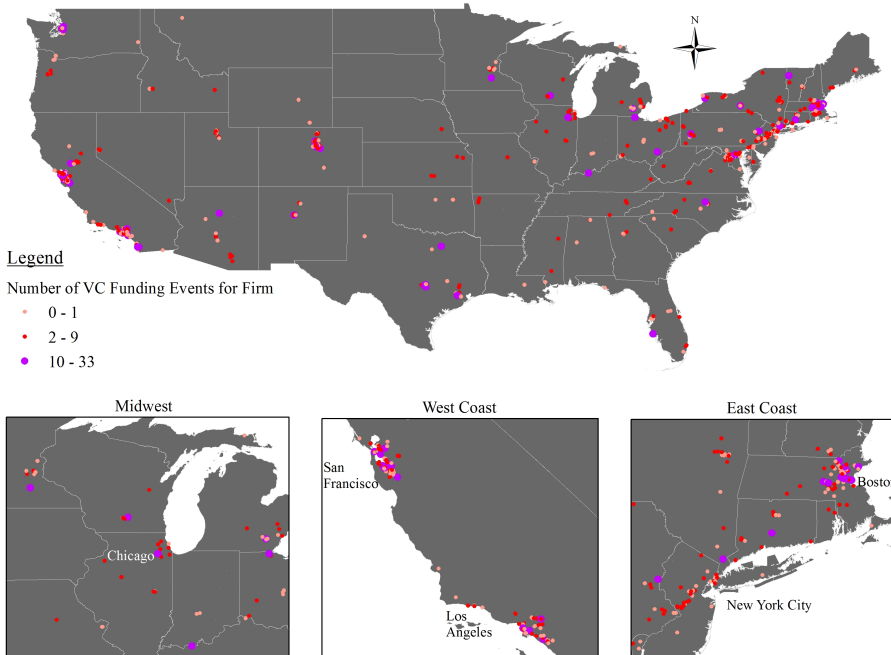 N
Legend
Number of VC Funding Events for Firm
0 - 1
2 - 9
10 - 33
Midwest
West Coast
East Coast
San
Francisco
Boston
Chicago
New York City
Los
Angeles